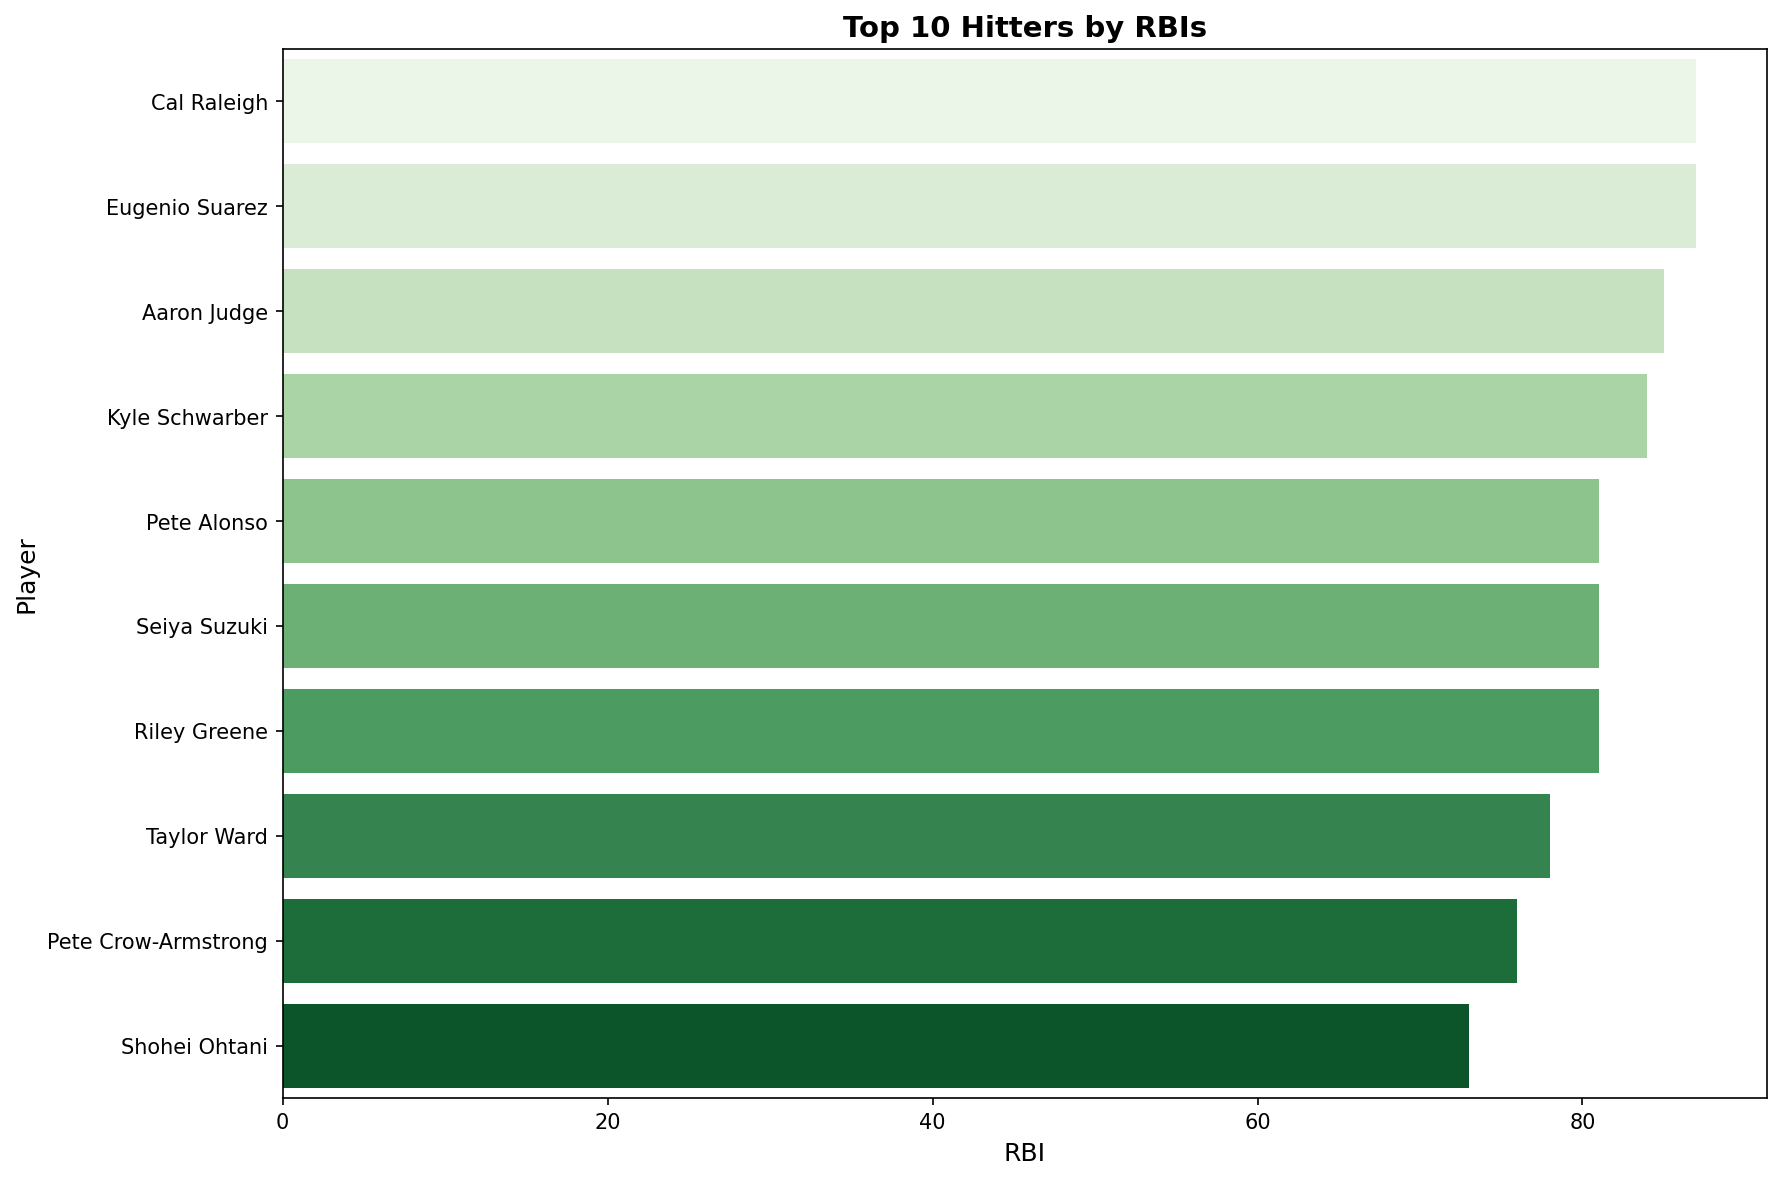 Top 10 Hitters by RBIs
Cal Raleigh
Eugenio Suarez
Aaron Judge
Kyle Schwarber
Pete Alonso
Seiya Suzuki
Riley Greene
Taylor Ward
Pete Crow-Armstrong
Shohei Ohtani
Player
0 20 40 60 80
RBI